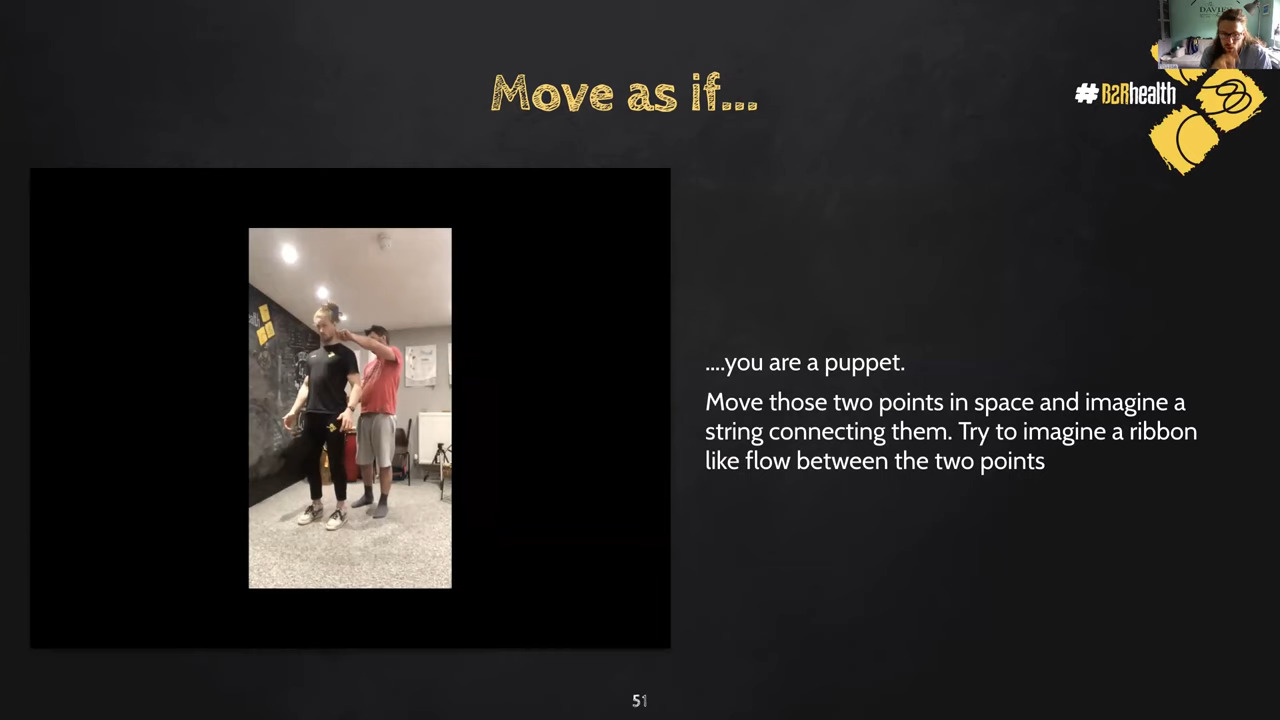 DAVIE
Move as if...
#B2Rhealth
....you are a puppet.
Move those two points in space and imagine a
string connecting them. Try to imagine a ribbon
like flow between the two points
51